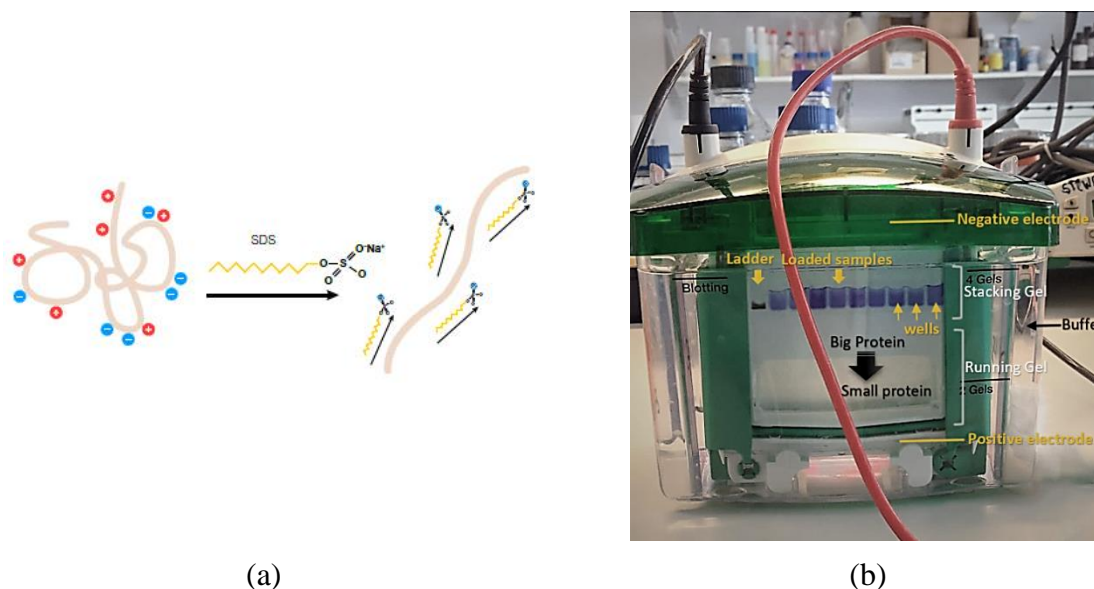 SDS
O⁻Na⁺
O
S
O
O
(a)
Negative electrode
Ladder
Loaded samples
Blotting
4 Gels
Stacking Gel
wells
Buffe
Big Protein
Running Gel
Small protein
2 Gels
Positive electrode
(b)